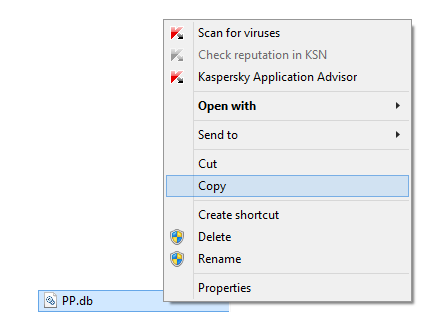 Scan for viruses
Check reputation in KSN
Kaspersky Application Advisor
Open with
Send to
Cut
Copy
Create shortcut
Delete
Rename
Properties
PP.db